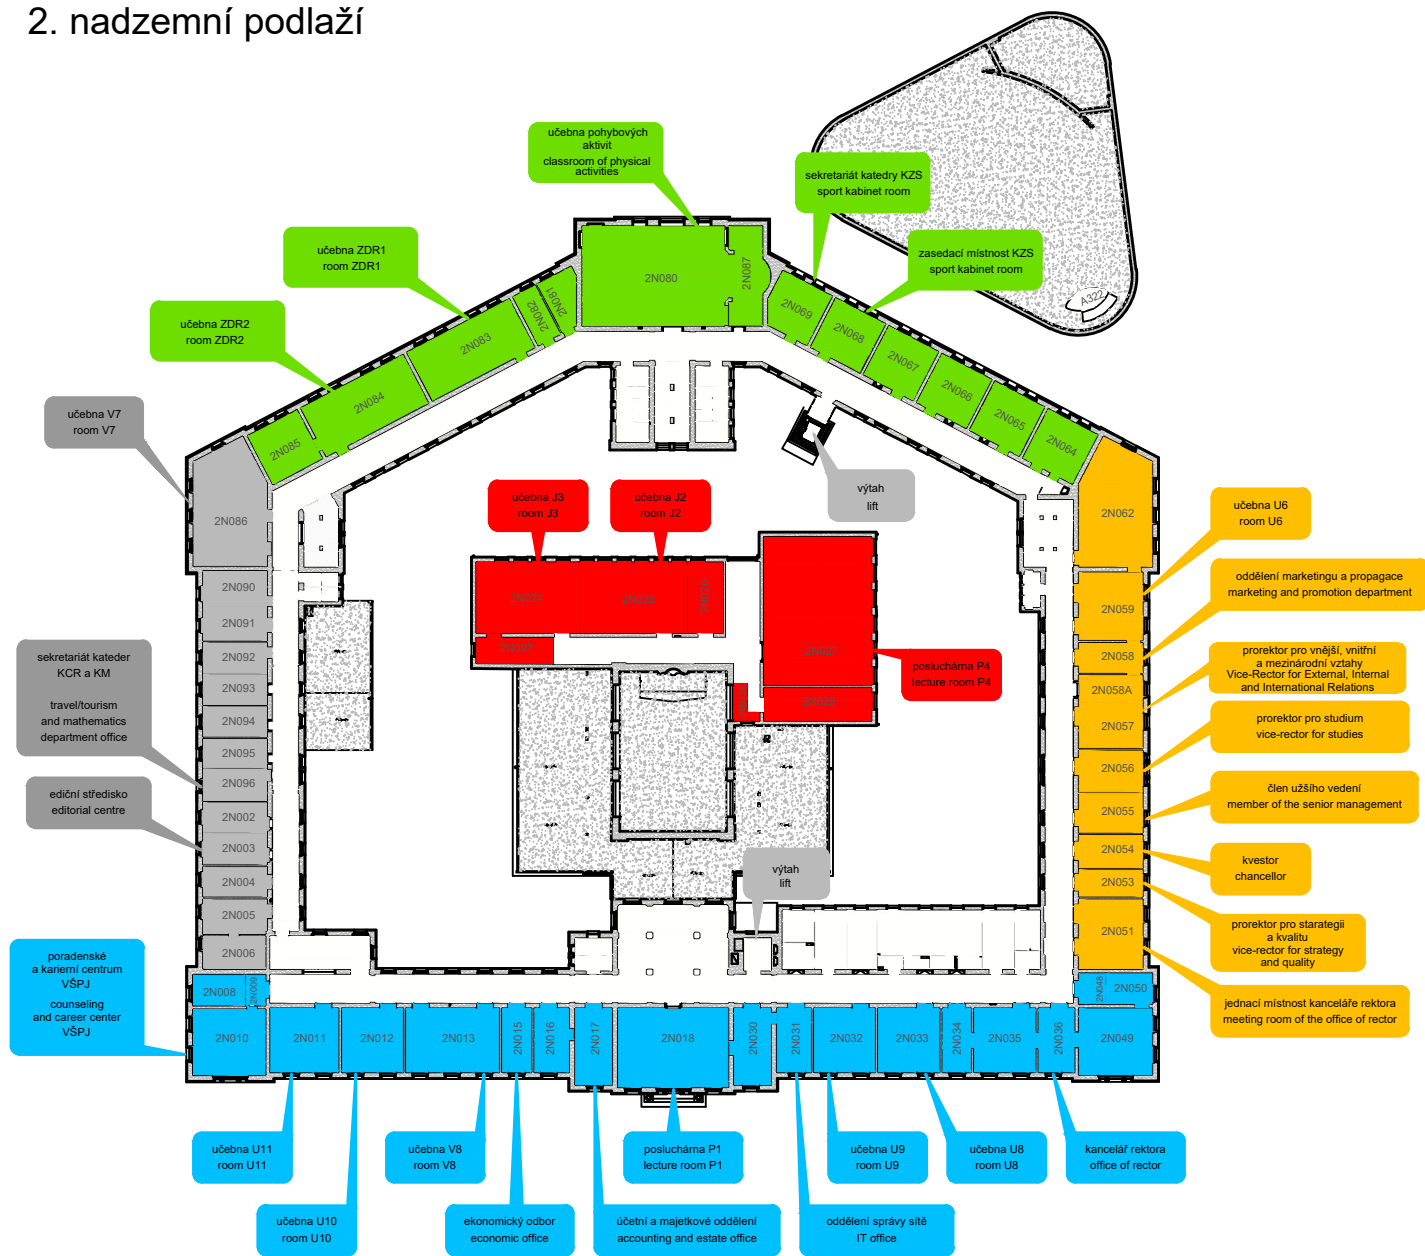 2. nadzemní podlaží
učebna pohybových
aktivit
classroom of physical
activities
sekretariát katedry KZS
sport kabinet room
zasedací místnost KZS
sport kabinet room
učebna ZDR1
room ZDR1
učebna ZDR2
room ZDR2
učebna V7
room V7
2N080
2N087
2N081
2N082
2N083
2N084
2N085
2N069
2N068
2N067
2N066
2N065
2N064
A322
výtah
lift
učebna J3
room J3
učebna J2
room J2
2N086
2N062
učebna U6
room U6
oddělení marketingu a propagace
marketing and promotion department
prorektor pro vnější, vnitřní
a mezinárodní vztahy
Vice-Rector for External, Internal
and International Relations
prorektor pro studium
vice-rector for studies
člen užšího vedení
member of the senior management
kvestor
chancellor
prorektor pro starategii
a kvalitu
vice-rector for strategy
and quality
jednací místnost kanceláře rektora
meeting room of the office of rector
posluchárna P4
lecture room P4
2N025
2N027
2N028
2N090
2N091
2N092
2N093
2N094
2N095
2N096
2N002
2N003
2N004
2N005
2N006
sekretariát kateder
KCR a KM
travel/tourism
and mathematics
department office
ediční středisko
editorial centre
2N059
2N058
2N058A
2N057
2N056
2N055
2N054
2N053
2N051
výtah
lift
poradenské
a karierní centrum
VŠPJ
counseling
and career center
VŠPJ
2N008
2N009
2N048
2N050
2N010
2N011
2N012
2N013
2N015
2N016
2N017
2N018
2N030
2N031
2N032
2N033
2N034
2N035
2N036
2N049
učebna U11
room U11
učebna V8
room V8
posluchárna P1
lecture room P1
učebna U9
room U9
učebna U8
room U8
kancelář rektora
office of rector
učebna U10
room U10
ekonomický odbor
economic office
účetní a majetkové oddělení
accounting and estate office
oddělení správy sítě
IT office